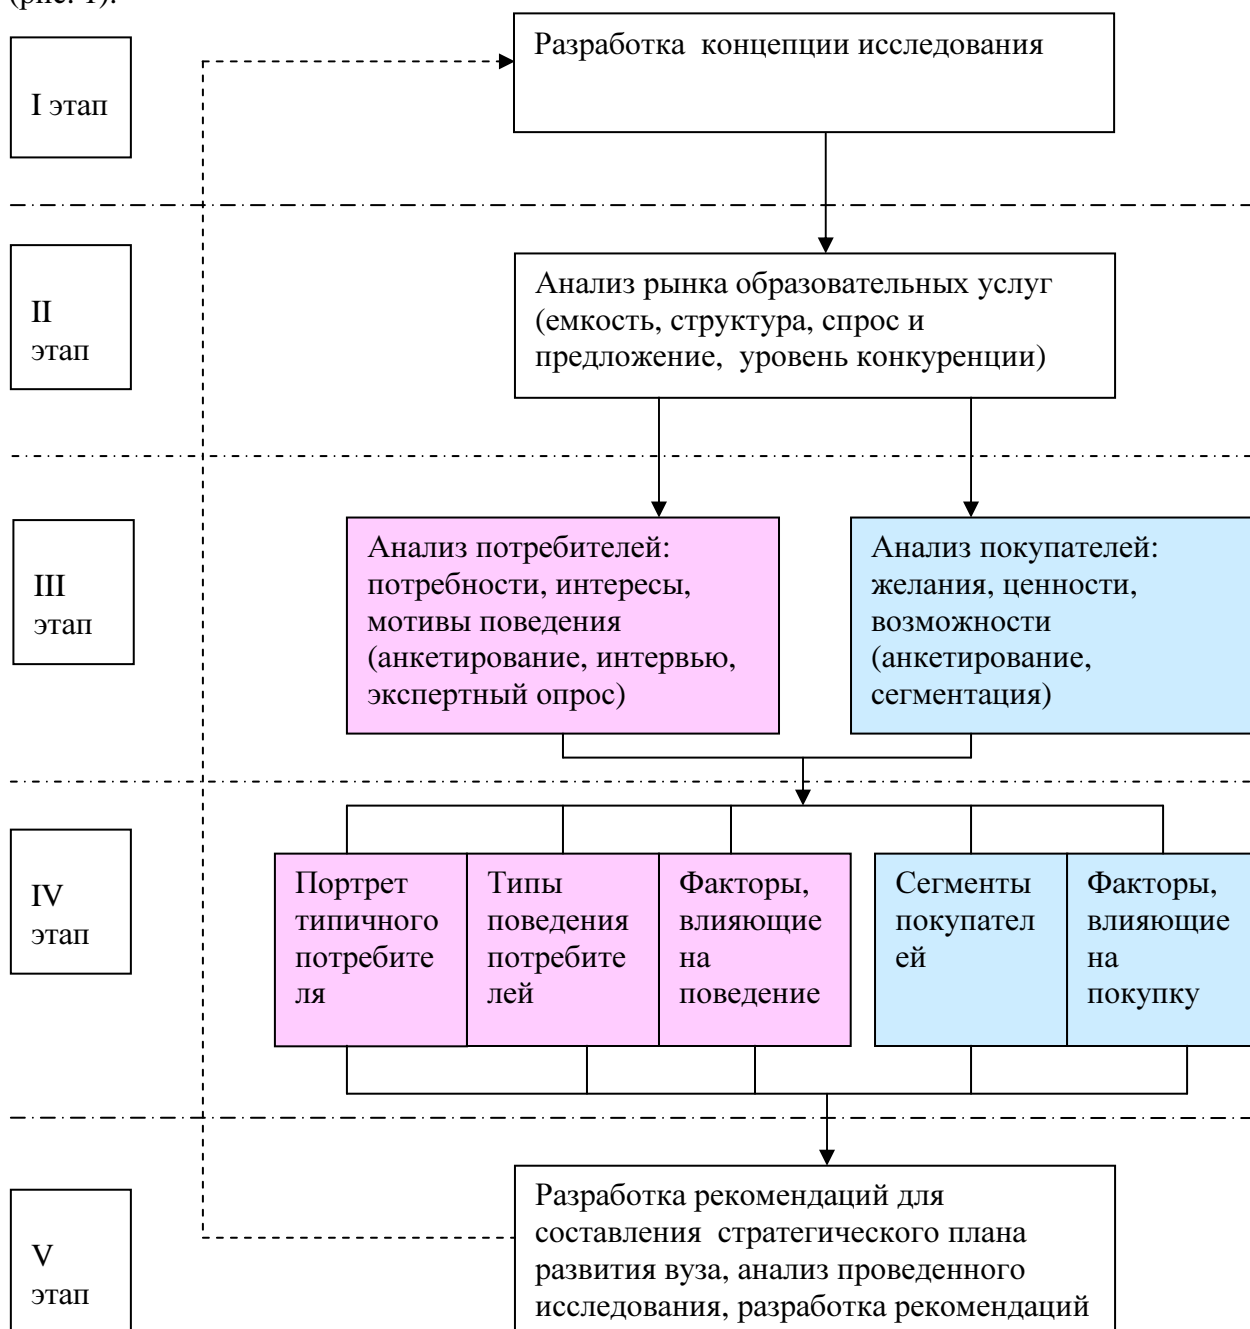 (рис. 1).
Разработка концепции исследования
I этап
Анализ рынка образовательных услуг
(емкость, структура, спрос и
предложение, уровень конкуренции)
II
этап
Анализ потребителей:
потребности, интересы,
мотивы поведения
(анкетирование, интервью,
экспертный опрос)
Анализ покупателей:
желания, ценности,
возможности
(анкетирование,
сегментация)
III
этап
Портрет
типичного
потребите
ля
Типы
поведения
потребите
лей
Факторы,
влияющие
на
поведение
Сегменты
покупател
ей
Факторы,
влияющие
на
покупку
IV
этап
Разработка рекомендаций для
составления стратегического плана
развития вуза, анализ проведенного
исследования, разработка рекомендаций
V
этап